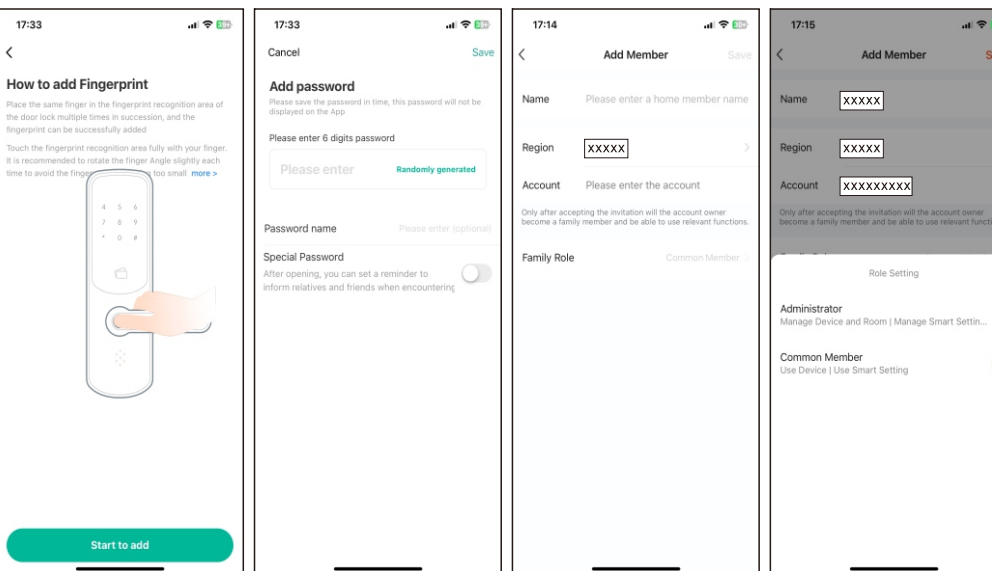 17:33
How to add Fingerprint
Place the same finger in the fingerprint recognition area of
the door lock multiple times in succession, and the
fingerprint can be successfully added
Touch the fingerprint recognition area fully with your finger.
It is recommended to rotate the finger Angle slightly each
time to avoid the finger too small more >
4 5 6
7 8 9
* 0 #
Start to add
17:33
Cancel Save
Add password
Please save the password in time, this password will not be
displayed on the App
Please enter 6 digits password
Please enter Randomly generated
Password name Please enter (optional)
Special Password
After opening, you can set a reminder to
inform relatives and friends when encountering
17:14
Add Member Save
Name Please enter a home member name
Region XXXXX
Account Please enter the account
Only after accepting the invitation will the account owner
become a family member and be able to use relevant functions.
Family Role Common Member
17:15
Add Member
Name XXXXX
Region XXXXX
Account XXXXXXXXX
Only after accepting the invitation will the account owner
become a family member and be able to use relevant
Role Setting
Administrator
Manage Device and Room | Manage Smart Settin...
Common Member
Use Device | Use Smart Setting